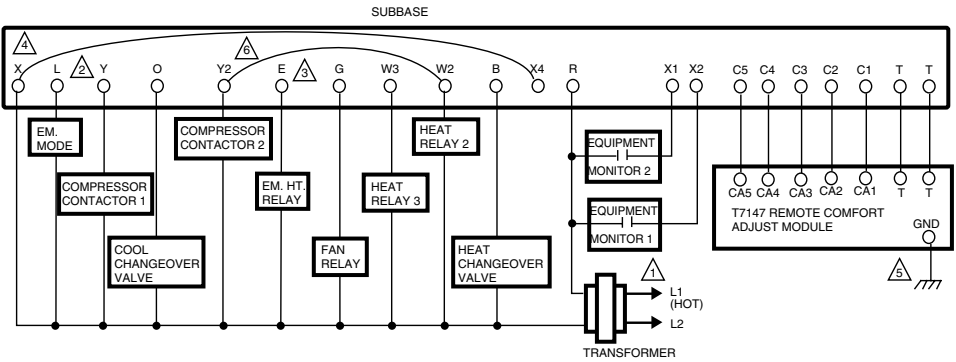 SUBBASE
4 6
2 3
X L Y O Y2 E G W3 W2 B X4 R X1 X2 C5 C4 C3 C2 C1 T T
EM.
MODE
COMPRESSOR
CONTACTOR 2
HEAT
RELAY 2
EQUIPMENT
MONITOR 2
COMPRESSOR
CONTACTOR 1
EM. HT.
RELAY
HEAT
RELAY 3
CA5 CA4 CA3 CA2 CA1 T T
T7147 REMOTE COMFORT
ADJUST MODULE
GND
EQUIPMENT
MONITOR 1
COOL
CHANGEOVER
VALVE
FAN
RELAY
HEAT
CHANGEOVER
VALVE
1
5
L1
(HOT)
L2
TRANSFORMER